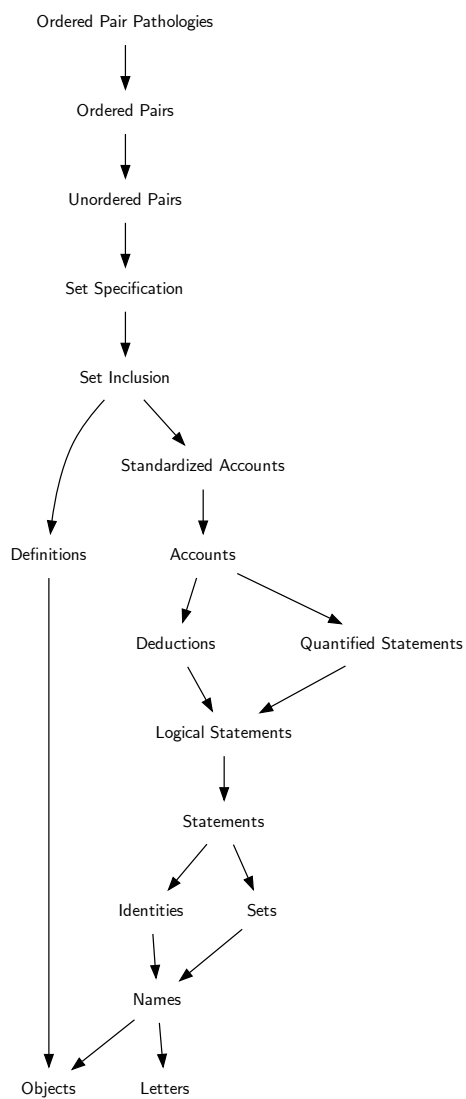 Ordered Pair Pathologies
Ordered Pairs
Unordered Pairs
Set Specification
Set Inclusion
Standardized Accounts
Definitions
Accounts
Deductions
Quantified Statements
Logical Statements
Statements
Identities
Sets
Names
Objects
Letters